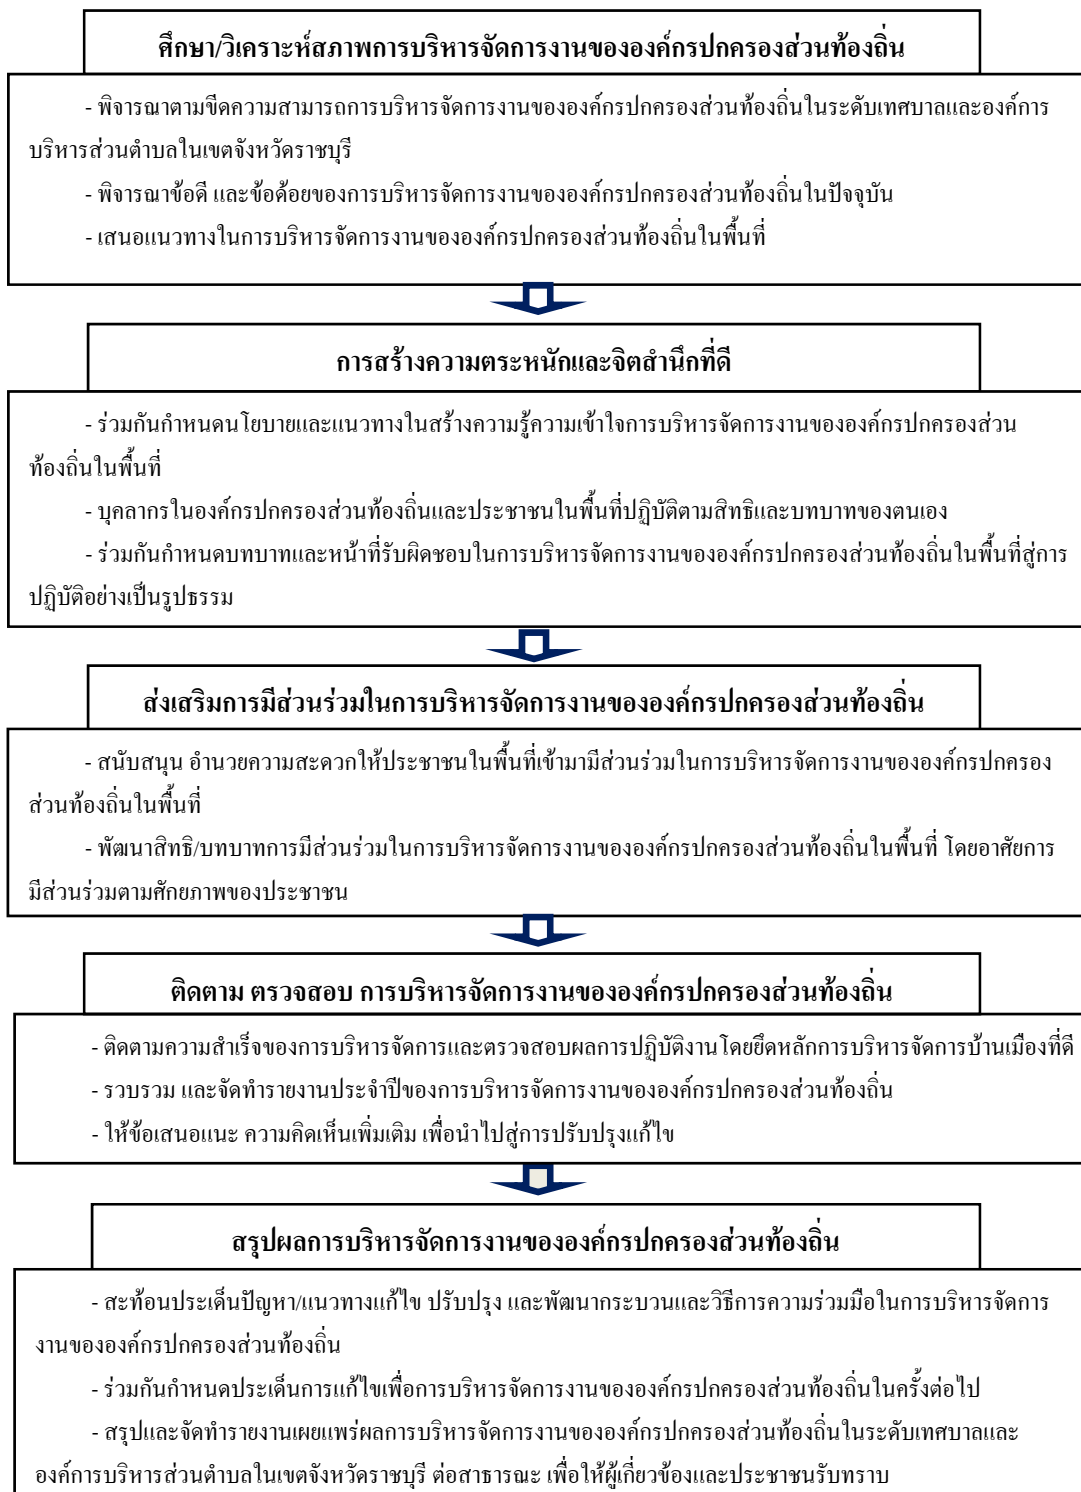 ศึกษา/วิเคราะห์สภาพการบริหารจัดการงานขององค์กรปกครองส่วนท้องถิ่น
- พิจารณาตามขีดความสามารถการบริหารจัดการงานขององค์กรปกครองส่วนท้องถิ่นในระดับเทศบาลและองค์การ
บริหารส่วนตำบลในเขตจังหวัดราชบุรี
- พิจารณาข้อดี และข้อด้อยของการบริหารจัดการงานขององค์กรปกครองส่วนท้องถิ่นในปัจจุบัน
- เสนอแนวทางในการบริหารจัดการงานขององค์กรปกครองส่วนท้องถิ่นในพื้นที่
การสร้างความตระหนักและจิตสำนึกที่ดี
- ร่วมกันกำหนดนโยบายและแนวทางในสร้างความรู้ความเข้าใจการบริหารจัดการงานขององค์กรปกครองส่วน
ท้องถิ่นในพื้นที่
- บุคลากรในองค์กรปกครองส่วนท้องถิ่นและประชาชนในพื้นที่ปฏิบัติตามสิทธิและบทบาทของตนเอง
- ร่วมกันกำหนดบทบาทและหน้าที่รับผิดชอบในการบริหารจัดการงานขององค์กรปกครองส่วนท้องถิ่นในพื้นที่สู่การ
ปฏิบัติอย่างเป็นรูปธรรม
ส่งเสริมการมีส่วนร่วมในการบริหารจัดการงานขององค์กรปกครองส่วนท้องถิ่น
- สนับสนุน อำนวยความสะดวกให้ประชาชนในพื้นที่เข้ามามีส่วนร่วมในการบริหารจัดการงานขององค์กรปกครอง
ส่วนท้องถิ่นในพื้นที่
- พัฒนาสิทธิ/บทบาทการมีส่วนร่วมในการบริหารจัดการงานขององค์กรปกครองส่วนท้องถิ่นในพื้นที่ โดยอาศัยการ
มีส่วนร่วมตามศักยภาพของประชาชน
ติดตาม ตรวจสอบ การบริหารจัดการงานขององค์กรปกครองส่วนท้องถิ่น
- ติดตามความสำเร็จของการบริหารจัดการและตรวจสอบผลการปฏิบัติงานโดยยึดหลักการบริหารจัดการบ้านเมืองที่ดี
- รวบรวม และจัดทำรายงานประจำปีของการบริหารจัดการงานขององค์กรปกครองส่วนท้องถิ่น
- ให้ข้อเสนอแนะ ความคิดเห็นเพิ่มเติม เพื่อนำไปสู่การปรับปรุงแก้ไข
สรุปผลการบริหารจัดการงานขององค์กรปกครองส่วนท้องถิ่น
- สะท้อนประเด็นปัญหา/แนวทางแก้ไข ปรับปรุง และพัฒนากระบวนและวิธีการความร่วมมือในการบริหารจัดการ
งานขององค์กรปกครองส่วนท้องถิ่น
- ร่วมกันกำหนดประเด็นการแก้ไขเพื่อการบริหารจัดการงานขององค์กรปกครองส่วนท้องถิ่นในครั้งต่อไป
- สรุปและจัดทำรายงานเผยแพร่ผลการบริหารจัดการงานขององค์กรปกครองส่วนท้องถิ่นในระดับเทศบาลและ
องค์การบริหารส่วนตำบลในเขตจังหวัดราชบุรี ต่อสาธารณะ เพื่อให้ผู้เกี่ยวข้องและประชาชนรับทราบ